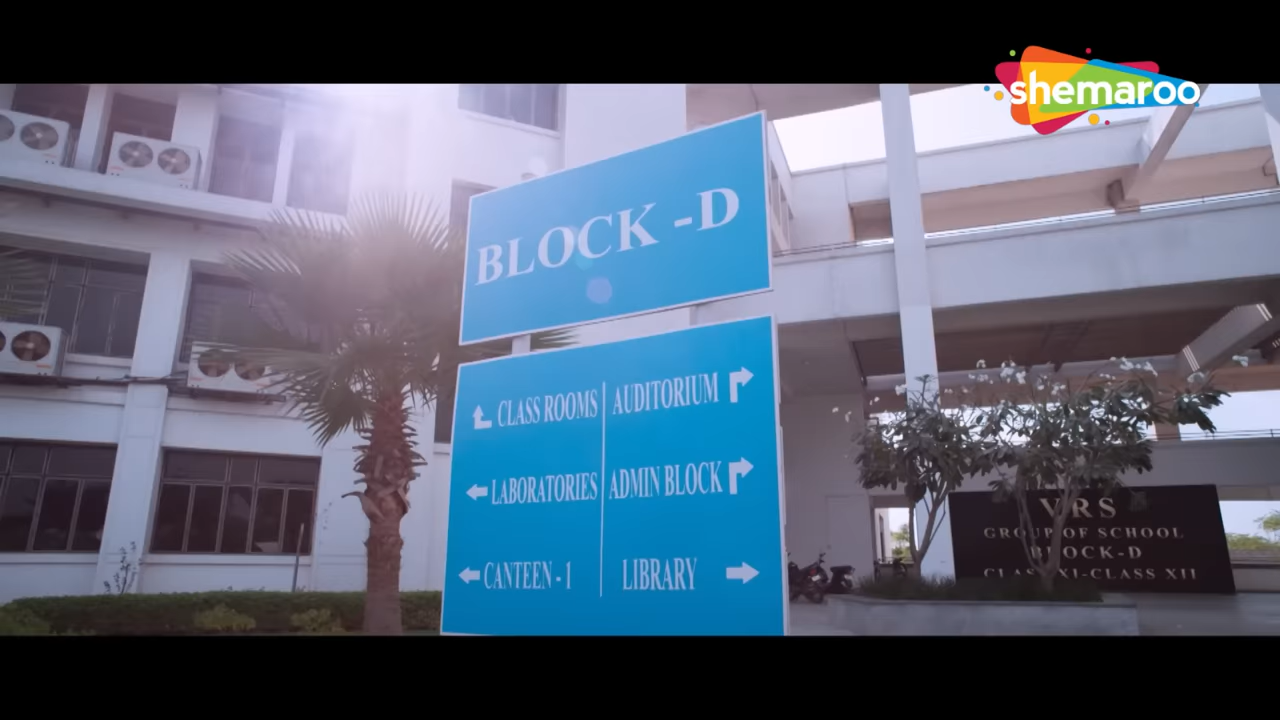 shemaroo
BLOCK -D
CLASS ROOMS
AUDITORIUM
LABORATORIES
ADMIN BLOCK
CANTEEN - 1
LIBRARY
VRS
GROUP OF SCHOOL
BLOCK-D
CLASS XI-CLASS XII